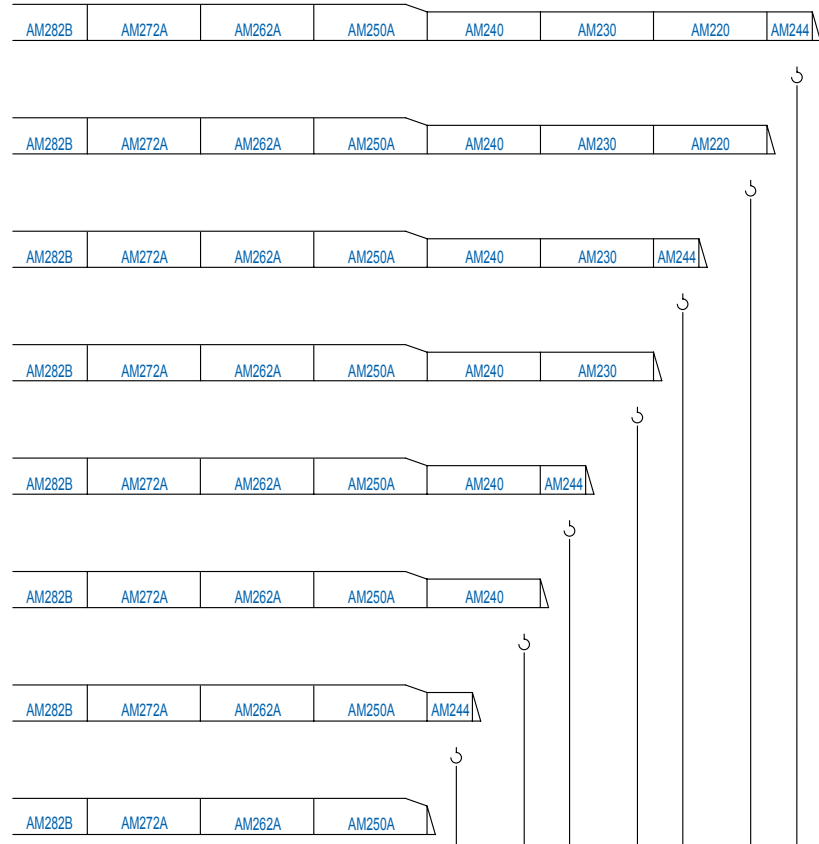 AM282B AM272A AM262A AM250A AM240 AM230 AM220 AM244
AM282B AM272A AM262A AM250A AM240 AM230 AM220
AM282B AM272A AM262A AM250A AM240 AM230 AM244
AM282B AM272A AM262A AM250A AM240 AM230
AM282B AM272A AM262A AM250A AM240 AM244
AM282B AM272A AM262A AM250A AM240
AM282B AM272A AM262A AM250A AM244
AM282B AM272A AM262A AM250A